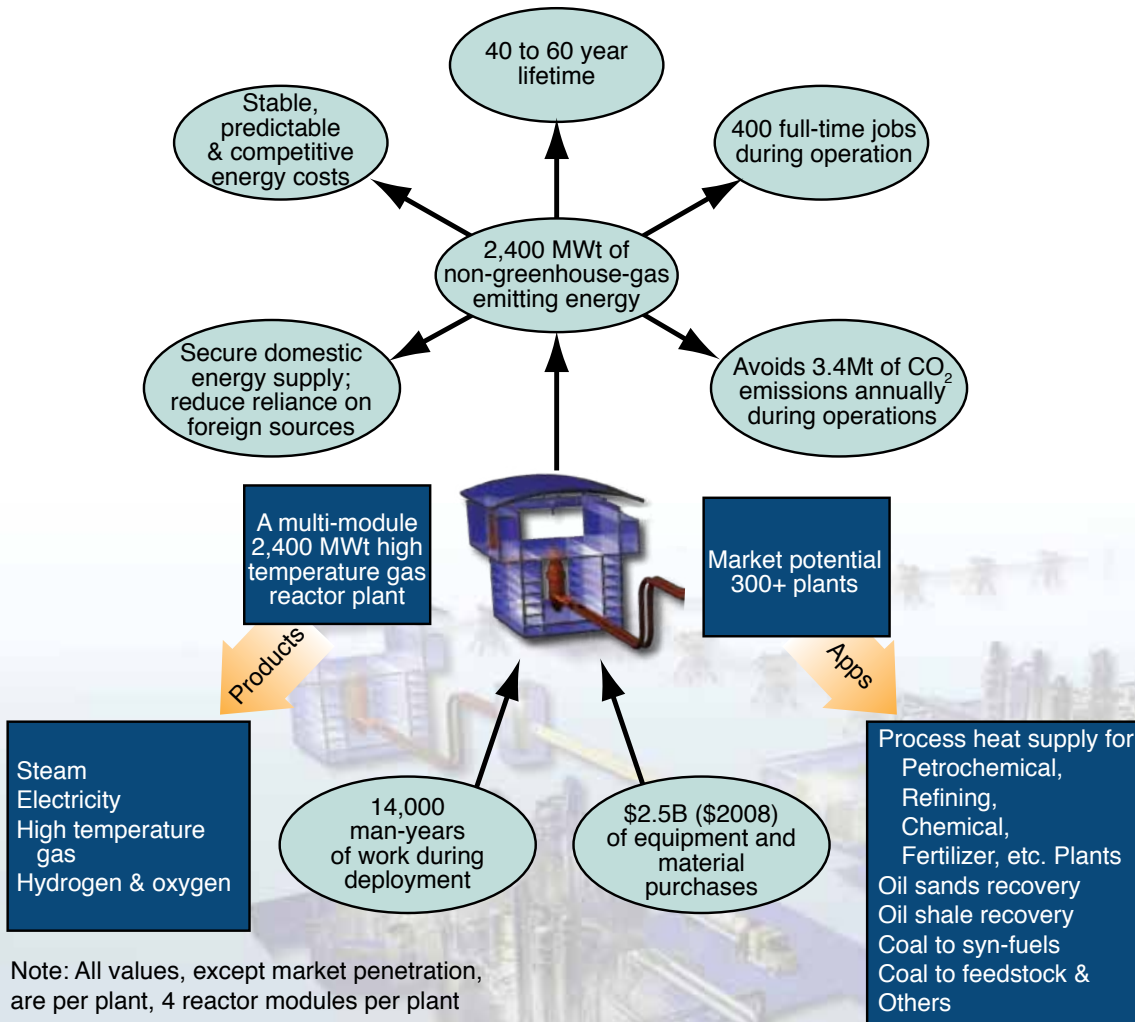 40 to 60 year
lifetime
Stable,
predictable
& competitive
energy costs
400 full-time jobs
during operation
2,400 MWt of
non-greenhouse-gas
emitting energy
Secure domestic
energy supply;
reduce reliance on
foreign sources
Avoids 3.4Mt of CO2
emissions annually
during operations
A multi-module
2,400 MWt high
temperature gas
reactor plant
Market potential
300+ plants
Products
Apps
Steam
Electricity
High temperature
gas
Hydrogen & oxygen
14,000
man-years
of work during
deployment
$2.5B ($2008)
of equipment and
material
purchases
Process heat supply for
Petrochemical,
Refining,
Chemical,
Fertilizer, etc. Plants
Oil sands recovery
Oil shale recovery
Coal to syn-fuels
Coal to feedstock &
Others
Note: All values, except market penetration,
are per plant, 4 reactor modules per plant